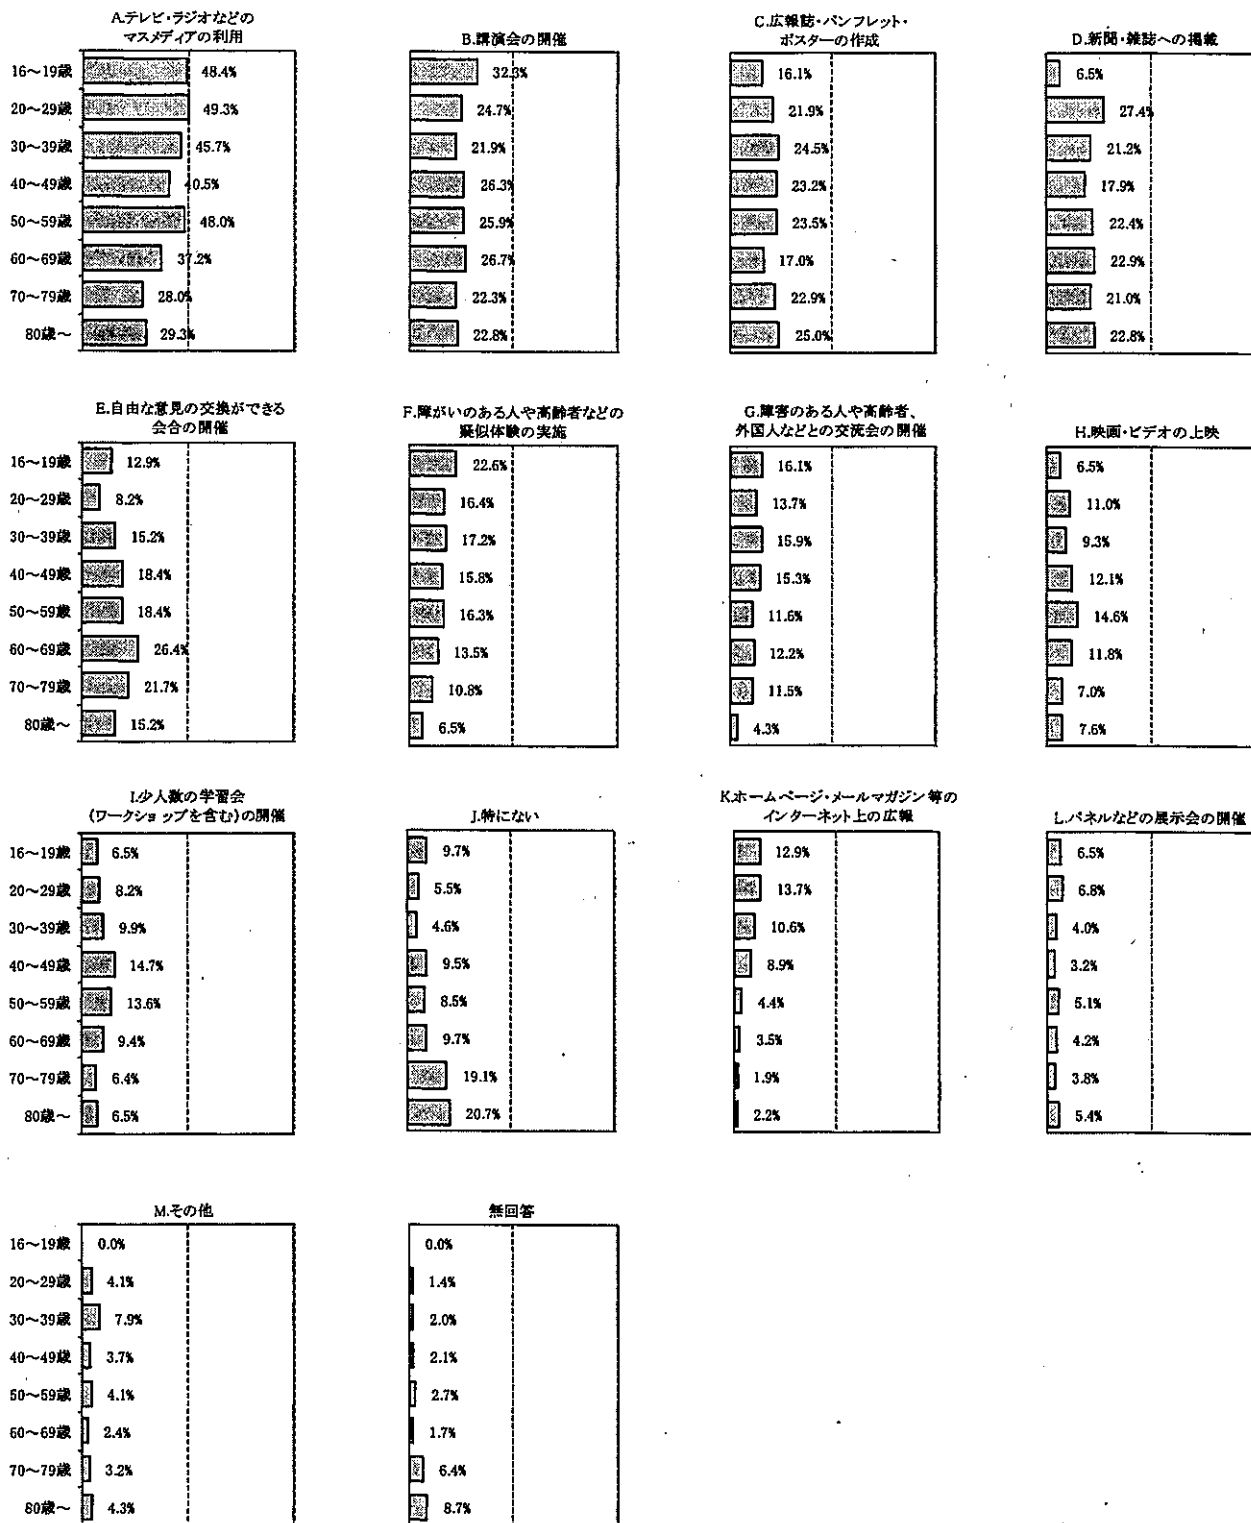 A.テレビ・ラジオなどの
マスメディアの利用
16～19歳 48.4%
20～29歳 49.3%
30～39歳 45.7%
40～49歳 40.5%
50～59歳 48.0%
60～69歳 37.2%
70～79歳 28.0%
80歳～ 29.3%
B.講演会の開催
32.3%
24.7%
21.9%
26.3%
25.9%
26.7%
22.3%
22.8%
C.広報誌・パンフレット・
ポスターの作成
16.1%
21.9%
24.5%
23.2%
23.5%
17.0%
22.9%
25.0%
D.新聞・雑誌への掲載
6.5%
27.4%
21.2%
17.9%
22.4%
22.9%
21.0%
22.8%
E.自由な意見の交換ができる
会合の開催
16～19歳 12.9%
20～29歳 8.2%
30～39歳 15.2%
40～49歳 18.4%
50～59歳 18.4%
60～69歳 26.4%
70～79歳 21.7%
80歳～ 15.2%
F.障がいのある人や高齢者などの
疑似体験の実施
22.6%
16.4%
17.2%
15.8%
16.3%
13.5%
10.8%
6.5%
G.障害のある人や高齢者、
外国人などとの交流会の開催
16.1%
13.7%
15.9%
15.3%
11.6%
12.2%
11.5%
4.3%
H.映画・ビデオの上映
6.5%
11.0%
9.3%
12.1%
14.6%
11.8%
7.0%
7.6%
I.少人数の学習会
(ワークショップを含む)の開催
16～19歳 6.5%
20～29歳 8.2%
30～39歳 9.9%
40～49歳 14.7%
50～59歳 13.6%
60～69歳 9.4%
70～79歳 6.4%
80歳～ 6.5%
J.特にない
9.7%
5.5%
4.6%
9.5%
8.5%
9.7%
19.1%
20.7%
K.ホームページ・メールマガジン等の
インターネット上の広報
12.9%
13.7%
10.6%
8.9%
4.4%
3.5%
1.9%
2.2%
L.パネルなどの展示会の開催
6.5%
6.8%
4.0%
3.2%
5.1%
4.2%
3.8%
5.4%
M.その他
16～19歳 0.0%
20～29歳 4.1%
30～39歳 7.9%
40～49歳 3.7%
50～59歳 4.1%
60～69歳 2.4%
70～79歳 3.2%
80歳～ 4.3%
無回答
0.0%
1.4%
2.0%
2.1%
2.7%
1.7%
6.4%
8.7%